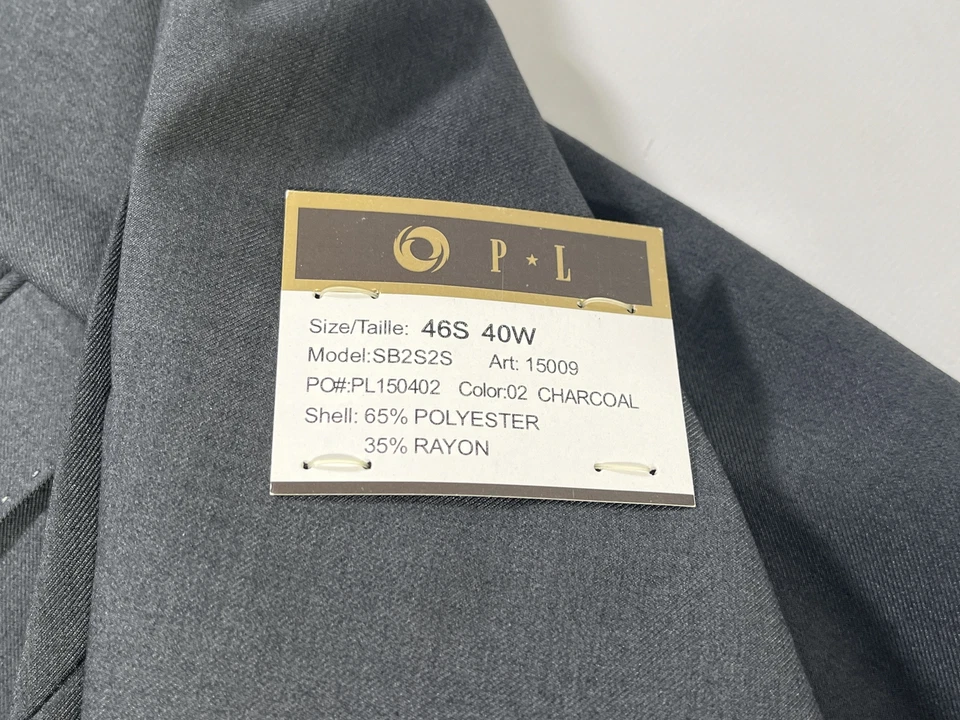 P★L
Size/Taille: 46S 40W
Model:SB2S2S Art: 15009
PO#:PL150402 Color:02 CHARCOAL
Shell: 65% POLYESTER
35% RAYON